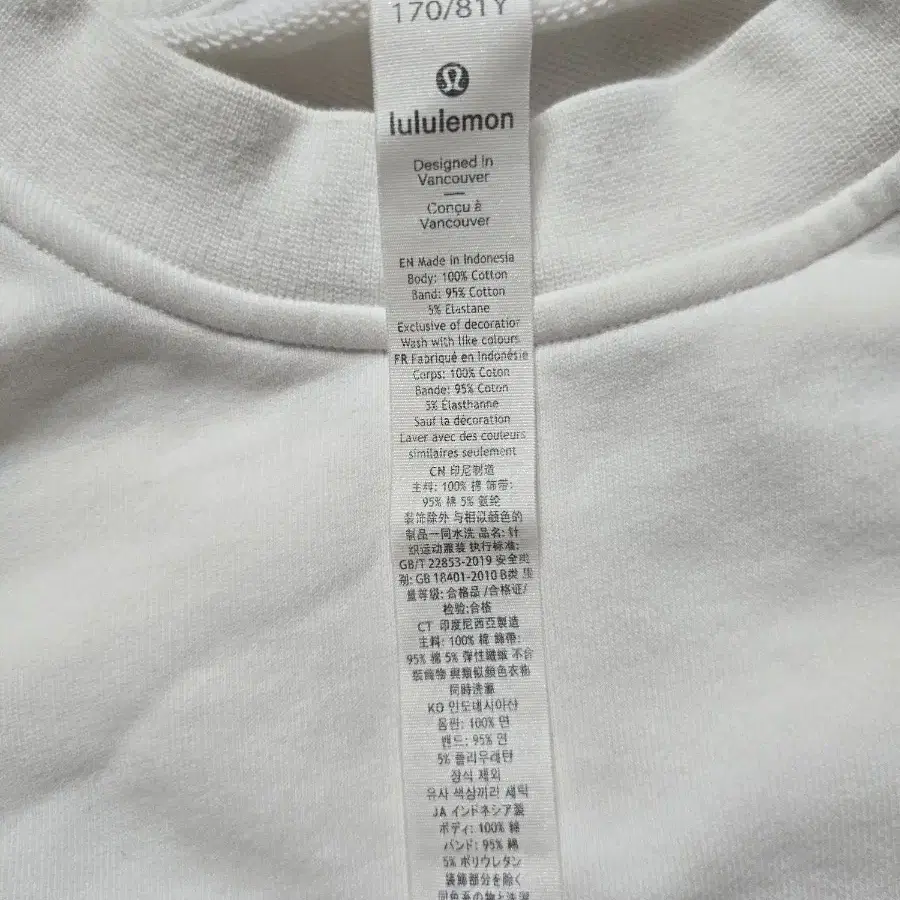 170/81Y
lululemon
Designed in
Vancouver
Conçu à
Vancouver
EN Made in Indonesia
Body: 100% Cotton
Band: 95% Cotton
5% Elastane
Exclusive of decoration
Wash with like colours
FR Fabriqué en Indonésie
Corps: 100% Coton
Bande: 95% Coton
5% Élasthanne
Sauf la décoration
Laver avec des couleurs
similaires seulement
CN 印尼制造
主料: 100% 棉 饰带:
95% 棉 5% 氨纶
装饰除外 与相似颜色的
制品一同水洗 品名: 针
织运动服装 执行标准:
GB/T 22853-2019 安全类
别: GB 18401-2010 B类 质
量等级: 合格品 /合格证/
检验:合格
CT 印度尼西亞製造
主料: 100% 棉 飾帶:
95% 棉 5% 彈性纖維 不含
裝飾物 與類似顏色衣物
同時洗滌
KO 인도네시아산
몸판: 100% 면
밴드: 95% 면
5% 폴리우레탄
장식 제외
유사 색상끼리 세탁
JA インドネシア製
ボディ: 100% 綿
バンド: 95% 綿
5% ポリウレタン
装飾部分を除く
同色系の物と洗濯